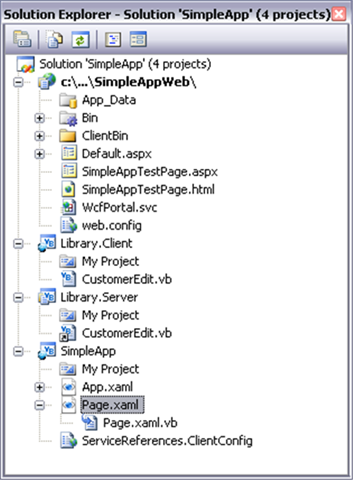 Solution Explorer - Solution 'SimpleApp' (4 projects)
Solution 'SimpleApp' (4 projects)
c:\...\SimpleAppWeb\
App_Data
Bin
ClientBin
Default.aspx
SimpleAppTestPage.aspx
SimpleAppTestPage.html
WcfPortal.svc
web.config
Library.Client
My Project
CustomerEdit.vb
Library.Server
My Project
CustomerEdit.vb
SimpleApp
My Project
App.xaml
Page.xaml
Page.xaml.vb
ServiceReferences.ClientConfig